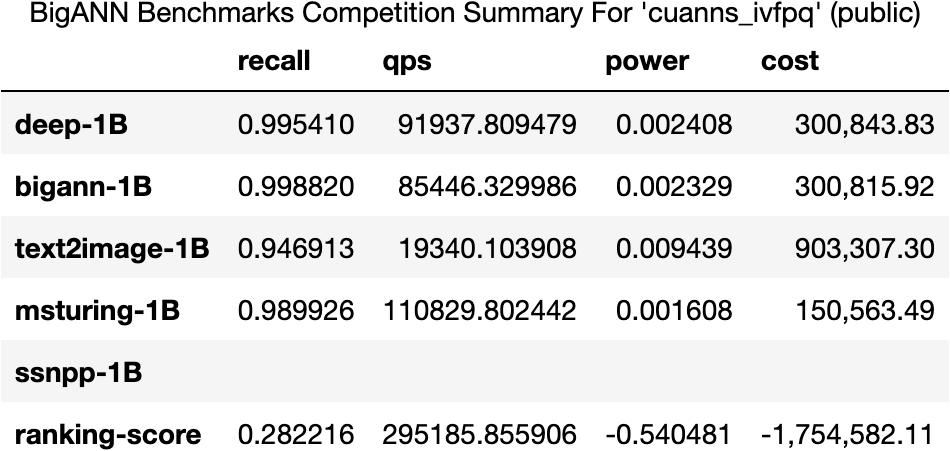 BigANN Benchmarks Competition Summary For 'cuanns_ivfpq' (public)
recall qps power cost
deep-1B 0.995410 91937.809479 0.002408 300,843.83
bigann-1B 0.998820 85446.329986 0.002329 300,815.92
text2image-1B 0.946913 19340.103908 0.009439 903,307.30
msturing-1B 0.989926 110829.802442 0.001608 150,563.49
ssnpp-1B
ranking-score 0.282216 295185.855906 -0.540481 -1,754,582.11